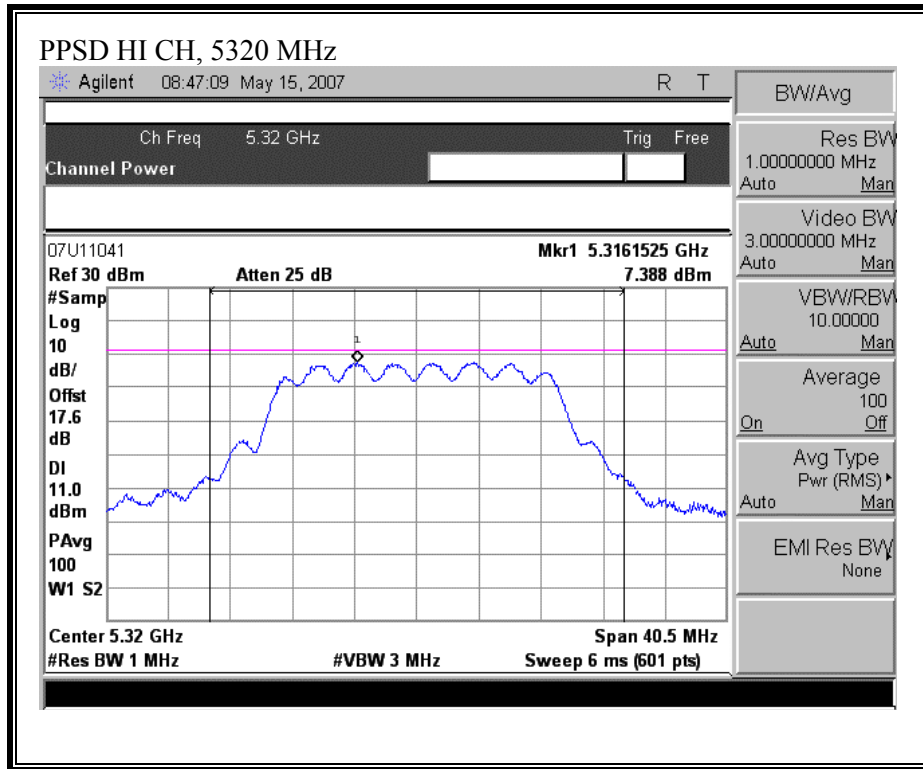 PPSD HI CH, 5320 MHz
Agilent 08:47:09 May 15, 2007 R T
Ch Freq 5.32 GHz Trig Free
Channel Power
07U11041 Mkr1 5.3161525 GHz
Ref 30 dBm Atten 25 dB 7.388 dBm
#Samp
Log
10
dB/
Offst
17.6
dB
DI
11.0
dBm
PAvg
100
W1 S2
1
Center 5.32 GHz Span 40.5 MHz
#Res BW 1 MHz #VBW 3 MHz Sweep 6 ms (601 pts)
BW/Avg
Res BW
1.00000000 MHz
Auto Man
Video BW
3.00000000 MHz
Auto Man
VBW/RBW
10.00000
Auto Man
Average
100
On Off
Avg Type
Pwr (RMS)
Auto Man
EMI Res BW
None